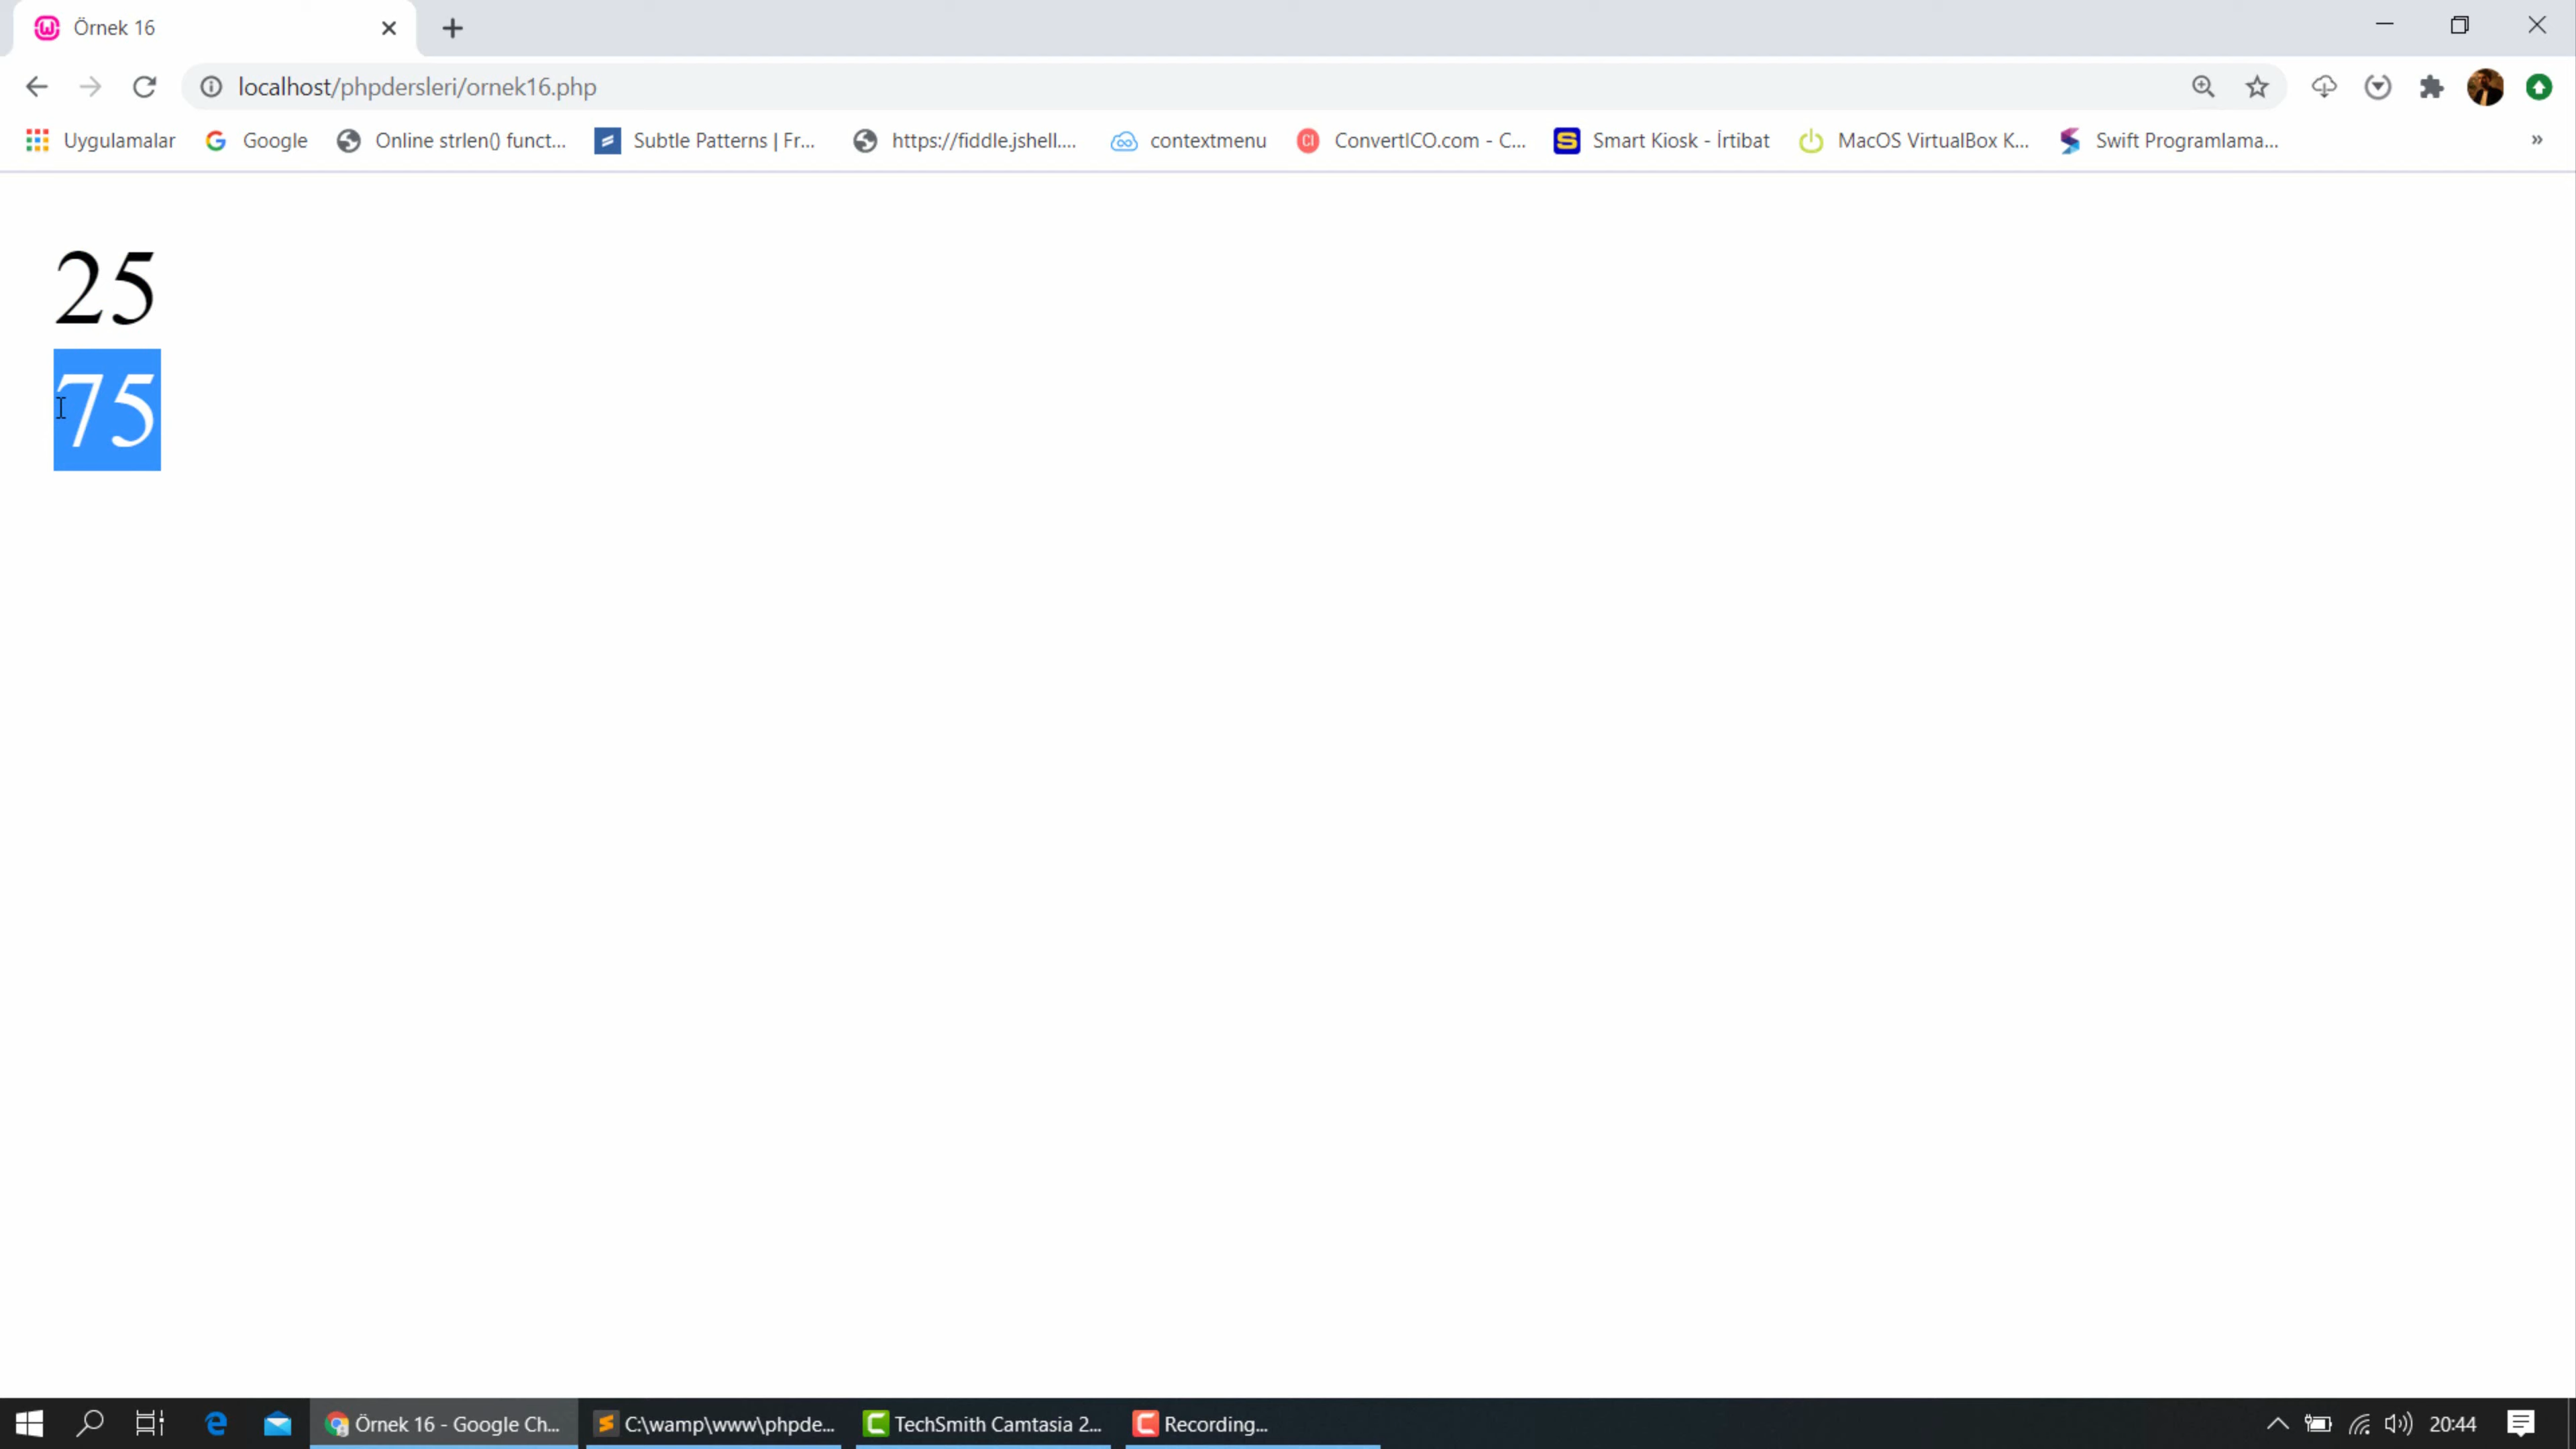 Örnek 16
localhost/phpdersleri/ornek16.php
Uygulamalar Google Online strlen() funct... Subtle Patterns | Fr... https://fiddle.jshell.... contextmenu CI ConvertICO.com - C... S Smart Kiosk - İrtibat MacOS VirtualBox K... Swift Programlama... »
25
75
Örnek 16 - Google Ch... C:\wamp\www\phpde... TechSmith Camtasia 2... Recording... 20:44